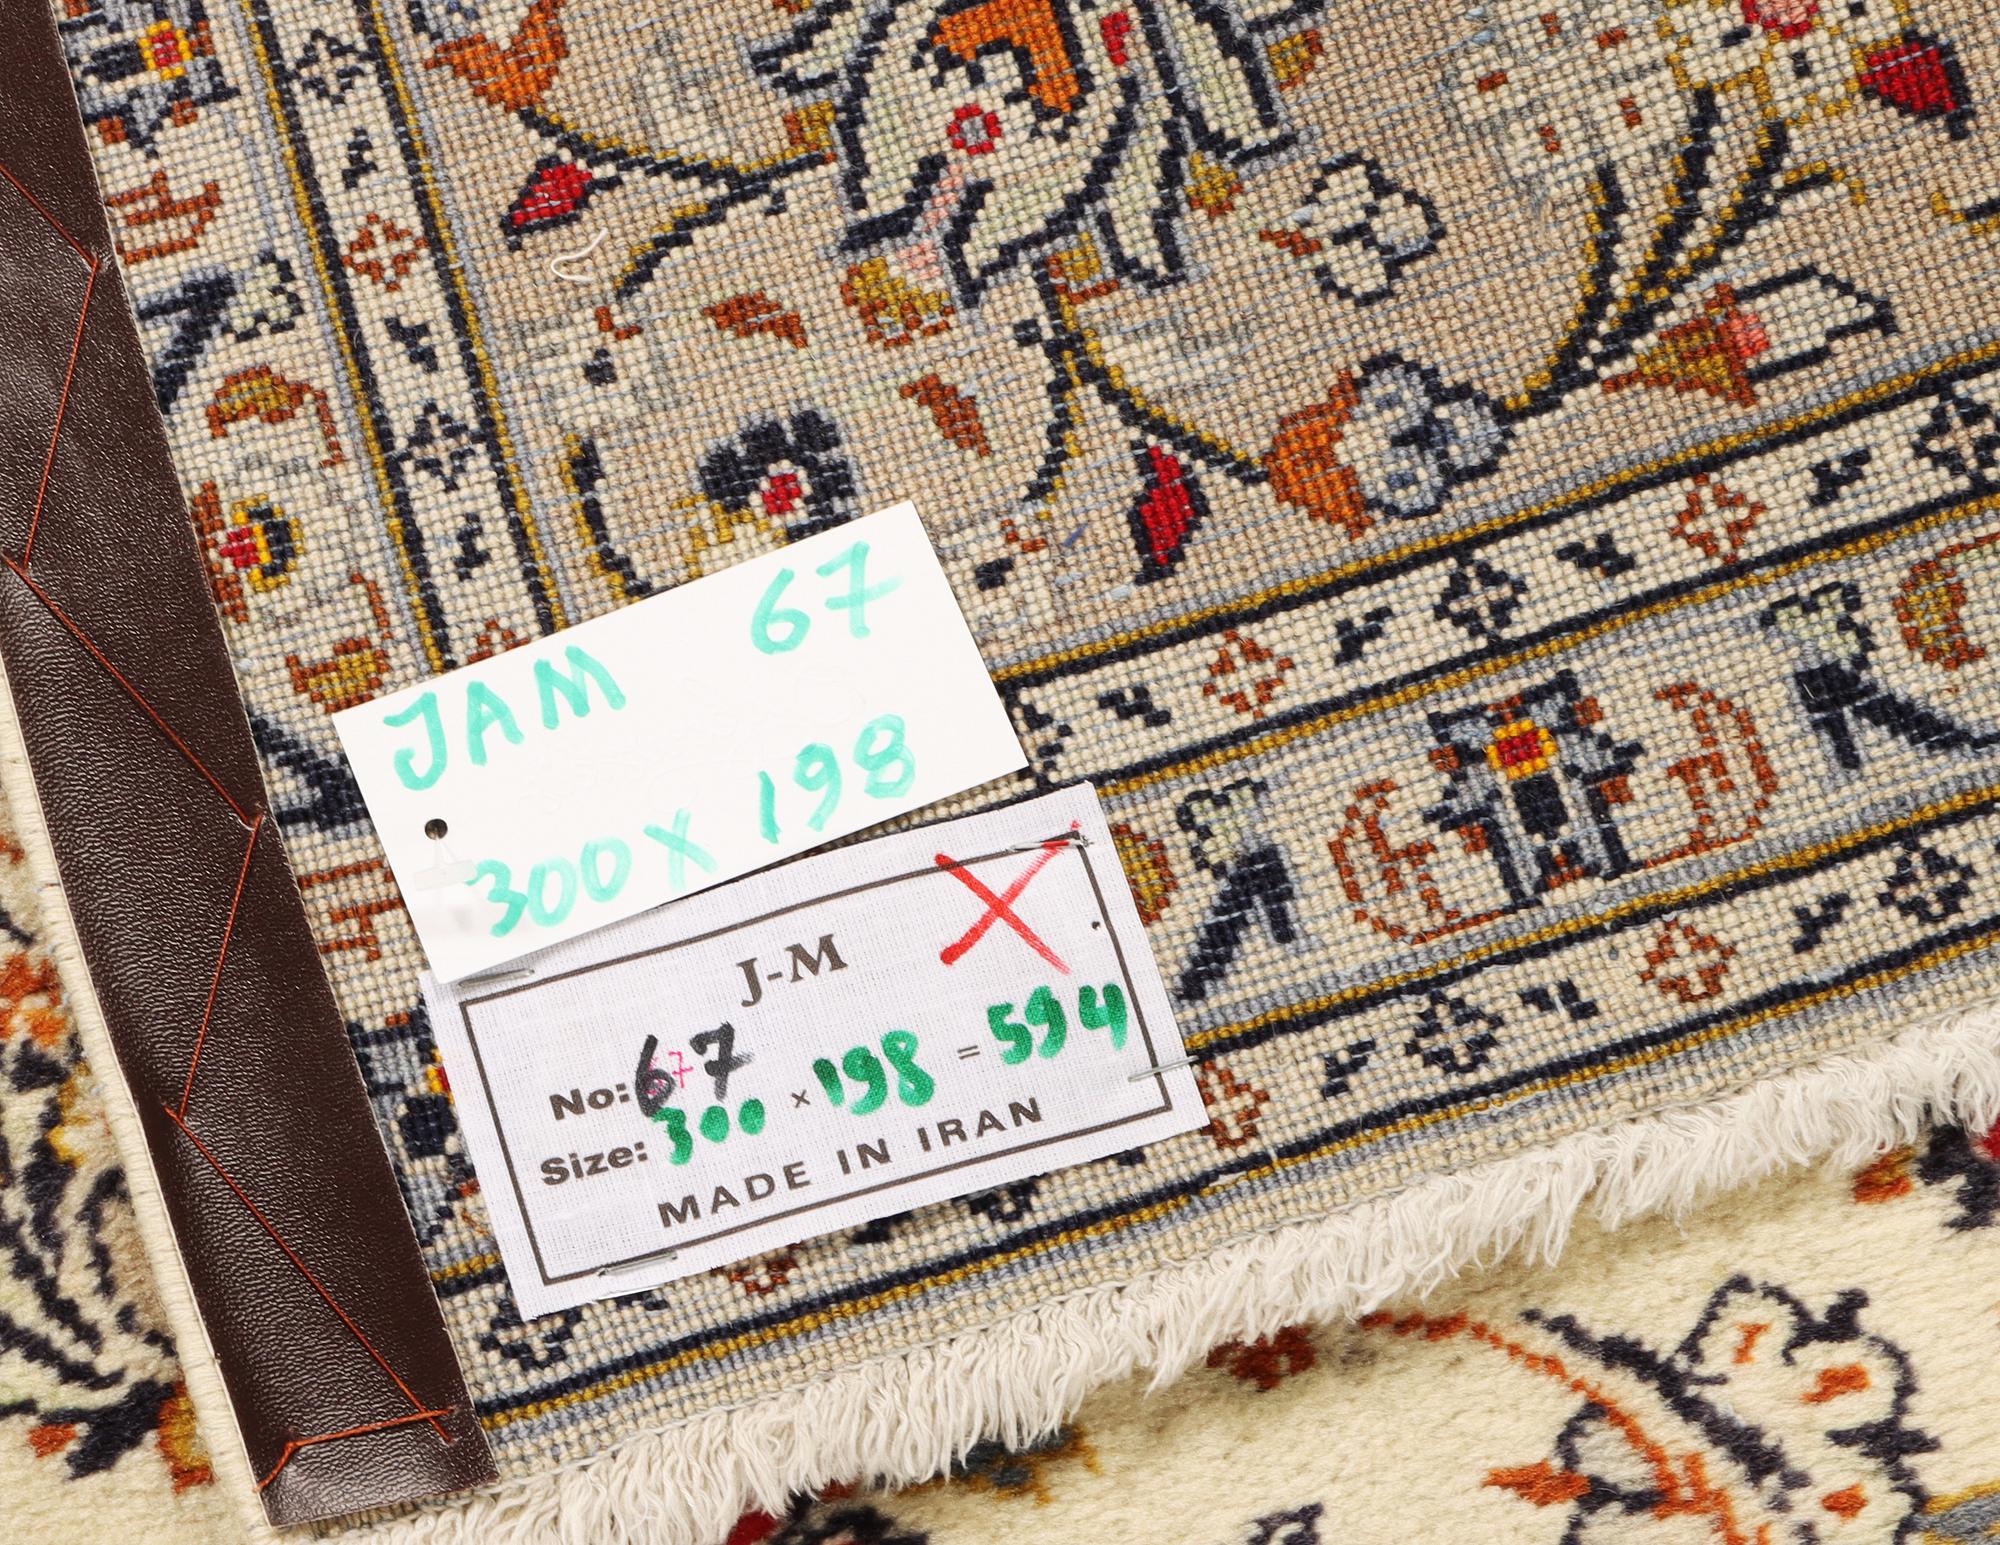 JAM 67
300 X 198
J-M X
No: 67
Size: 300 × 198 = 594
MADE IN IRAN